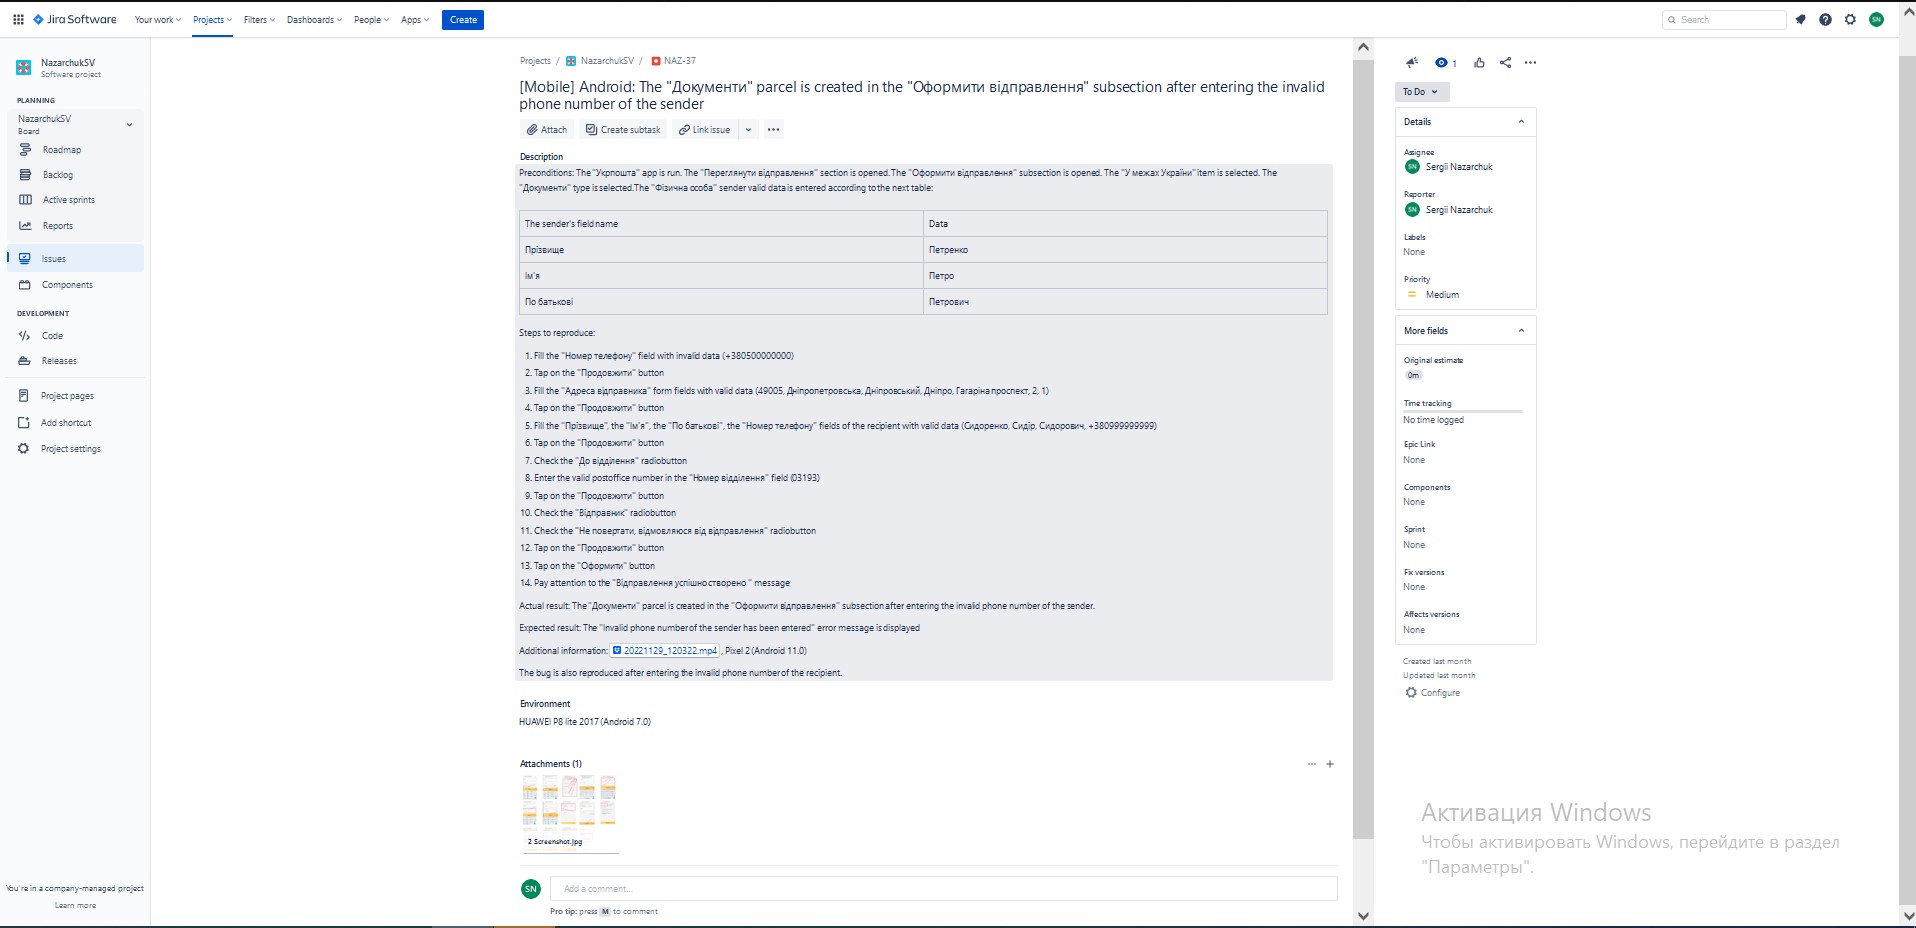 Jira Software
Your work
Projects
Filters
Dashboards
People
Apps
Create
Search
SN
NazarchukSV
Software project
PLANNING
NazarchukSV
Board
Roadmap
Backlog
Active sprints
Reports
Issues
Components
DEVELOPMENT
Code
Releases
Project pages
Add shortcut
Project settings
You're in a company-managed project
Learn more
Projects / NazarchukSV / NAZ-37
[Mobile] Android: The "Документи" parcel is created in the "Оформити відправлення" subsection after entering the invalid
phone number of the sender
Attach
Create subtask
Link issue
Description
Preconditions: The "Укрпошта" app is run. The "Переглянути відправлення" section is opened.The "Оформити відправлення" subsection is opened. The "У межах України" item is selected. The
"Документи" type is selected.The "Фізична особа" sender valid data is entered according to the next table:
The sender's field name Data
Прізвище Петренко
Ім'я Петро
По батькові Петрович
Steps to reproduce:
1. Fill the "Номер телефону" field with invalid data (+380500000000)
2. Tap on the "Продовжити" button
3. Fill the "Адреса відправника" form fields with valid data (49005, Дніпропетровська, Дніпровський, Дніпро, Гагаріна проспект, 2, 1)
4. Tap on the "Продовжити" button
5. Fill the "Прізвище", the "Ім'я", the "По батькові", the "Номер телефону" fields of the recipient with valid data (Сидоренко, Сидір, Сидорович, +380999999999)
6. Tap on the "Продовжити" button
7. Check the "До відділення" radiobutton
8. Enter the valid postoffice number in the "Номер відділення" field (03193)
9. Tap on the "Продовжити" button
10. Check the "Відправник" radiobutton
11. Check the "Не повертати, відмовляюся від відправлення" radiobutton
12. Tap on the "Продовжити" button
13. Tap on the "Оформити" button
14. Pay attention to the "Відправлення успішно створено " message
Actual result: The "Документи" parcel is created in the "Оформити відправлення" subsection after entering the invalid phone number of the sender.
Expected result: The "Invalid phone number of the sender has been entered" error message is displayed
Additional information: 20221129_120322.mp4 , Pixel 2 (Android 11.0)
The bug is also reproduced after entering the invalid phone number of the recipient.
Environment
HUAWEI P8 lite 2017 (Android 7.0)
Attachments (1)
2 Screenshot.jpg
SN
Add a comment...
Pro tip: press M to comment
1
To Do
Details
Assignee
SN Sergii Nazarchuk
Reporter
SN Sergii Nazarchuk
Labels
None
Priority
Medium
More fields
Original estimate
0m
Time tracking
No time logged
Epic Link
None
Components
None
Sprint
None
Fix versions
None
Affects versions
None
Created last month
Updated last month
Configure
Активация Windows
Чтобы активировать Windows, перейдите в раздел
"Параметры".